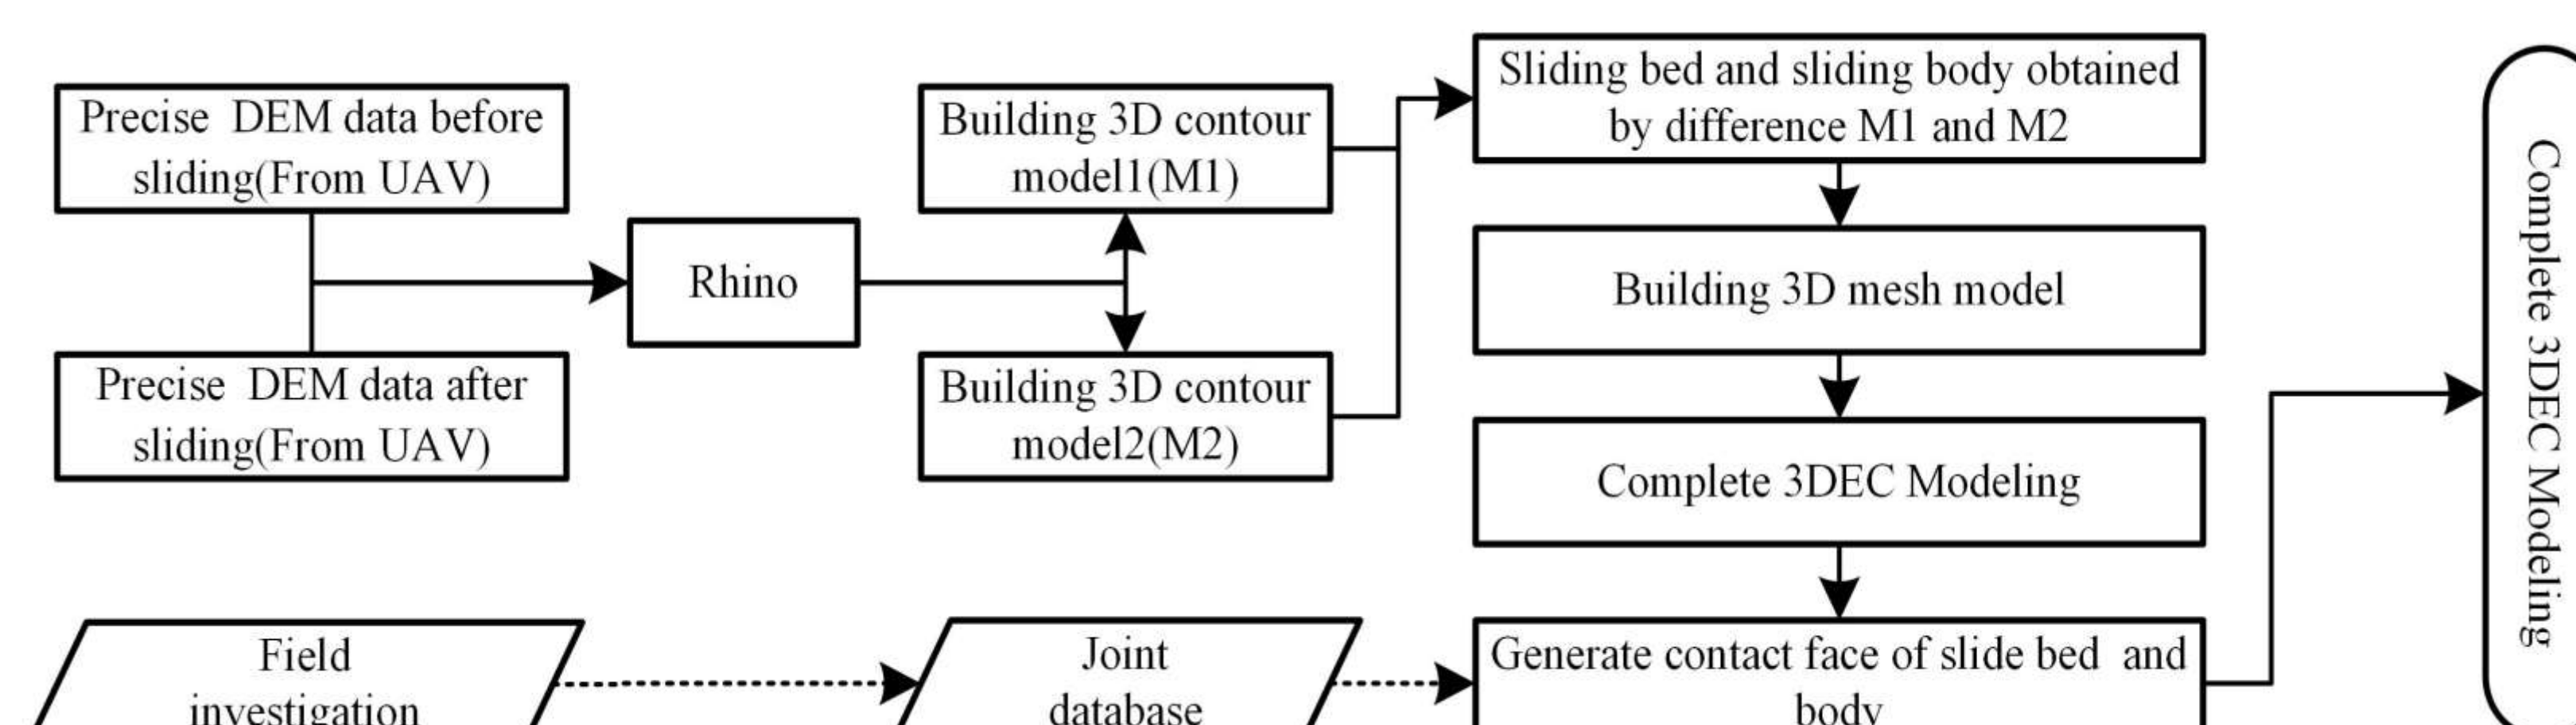 Precise DEM data before
sliding(From UAV)
Precise DEM data after
sliding(From UAV)
Rhino
Building 3D contour
model1(M1)
Building 3D contour
model2(M2)
Sliding bed and sliding body obtained
by difference M1 and M2
Building 3D mesh model
Complete 3DEC Modeling
Field
investigation
Joint
database
Generate contact face of slide bed and
body
Complete 3DEC Modeling